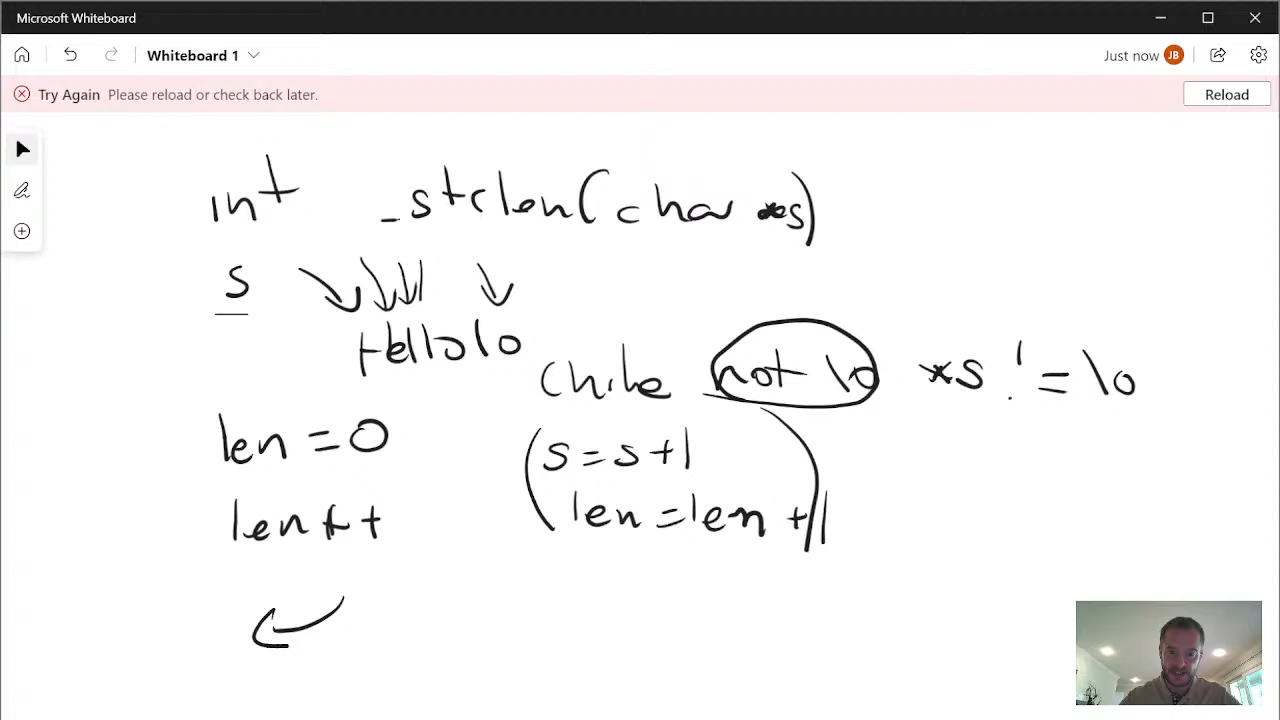 Microsoft Whiteboard
Whiteboard 1
Just now JB
Try Again Please reload or check back later.
Reload
int _strlen(char *s)
s
Hello\0
while not \0 *s != \0
len = 0
(s = s+1
len++
len = len + 1)